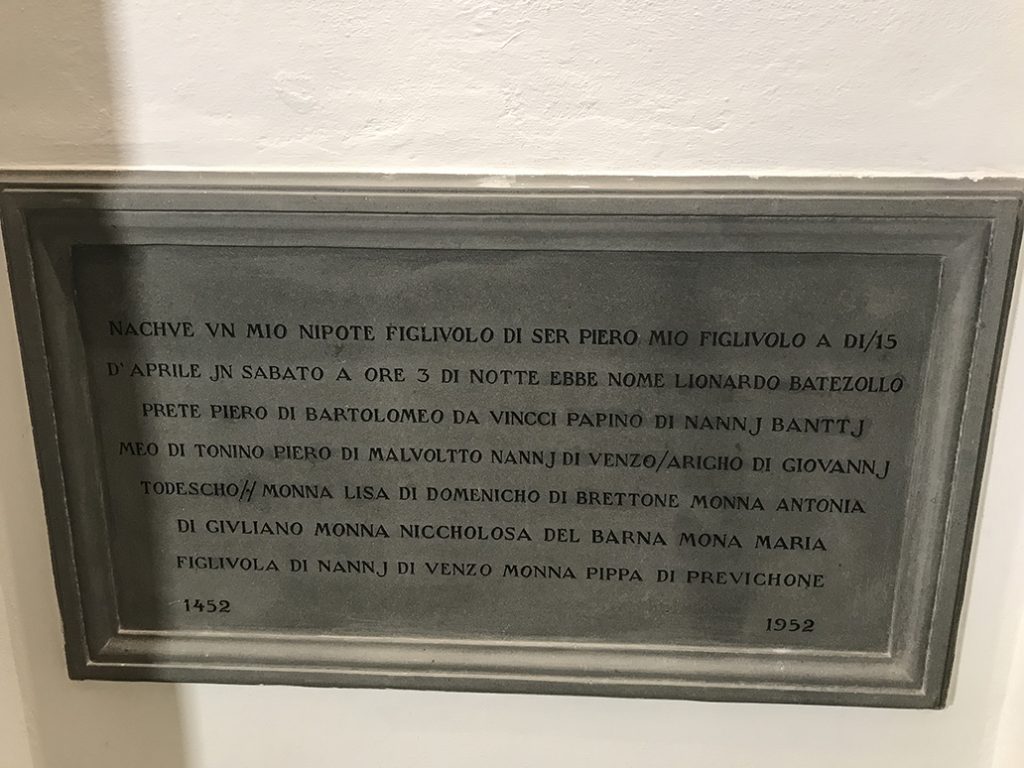 NACHVE VN MIO NIPOTE FIGLIVOLO DI SER PIERO MIO FIGLIVOLO A DI/15
D'APRILE JN SABATO A ORE 3 DI NOTTE EBBE NOME LIONARDO BATEZOLLO
PRETE PIERO DI BARTOLOMEO DA VINCCI PAPINO DI NANNJ BANTTJ
MEO DI TONINO PIERO DI MALVOLTTO NANNJ DI VENZO/ARIGHO DI GIOVANNJ
TODESCHO// MONNA LISA DI DOMENICHO DI BRETTONE MONNA ANTONIA
DI GIVLIANO MONNA NICCHOLOSA DEL BARNA MONA MARIA
FIGLIVOLA DI NANNJ DI VENZO MONNA PIPPA DI PREVICHONE
1452 1952